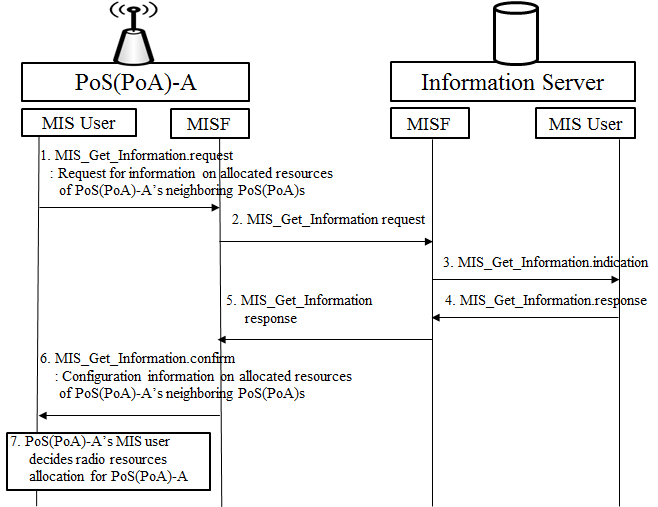 PoS(PoA)-A
Information Server
MIS User
MISF
MISF
MIS User
1. MIS_Get_Information.request
: Request for information on allocated resources
of PoS(PoA)-A’s neighboring PoS(PoA)s
2. MIS_Get_Information request
3. MIS_Get_Information.indication
4. MIS_Get_Information.response
5. MIS_Get_Information
response
6. MIS_Get_Information.confirm
: Configuration information on allocated resources
of PoS(PoA)-A’s neighboring PoS(PoA)s
7. PoS(PoA)-A’s MIS user
decides radio resources
allocation for PoS(PoA)-A